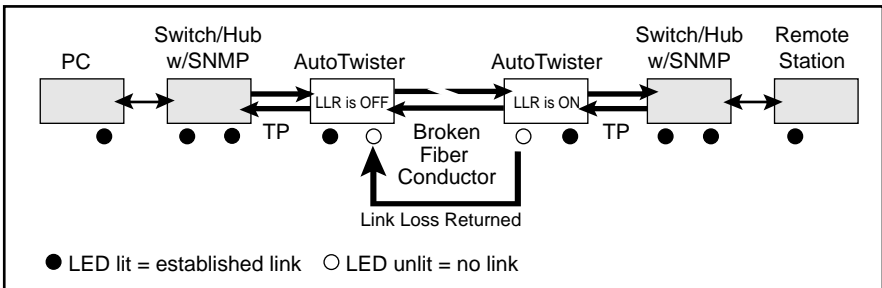 PC
Switch/Hub
w/SNMP
AutoTwister
AutoTwister
Switch/Hub
w/SNMP
Remote
Station
LLR is OFF
LLR is ON
TP
Broken
Fiber
Conductor
TP
Link Loss Returned
LED lit = established link
LED unlit = no link